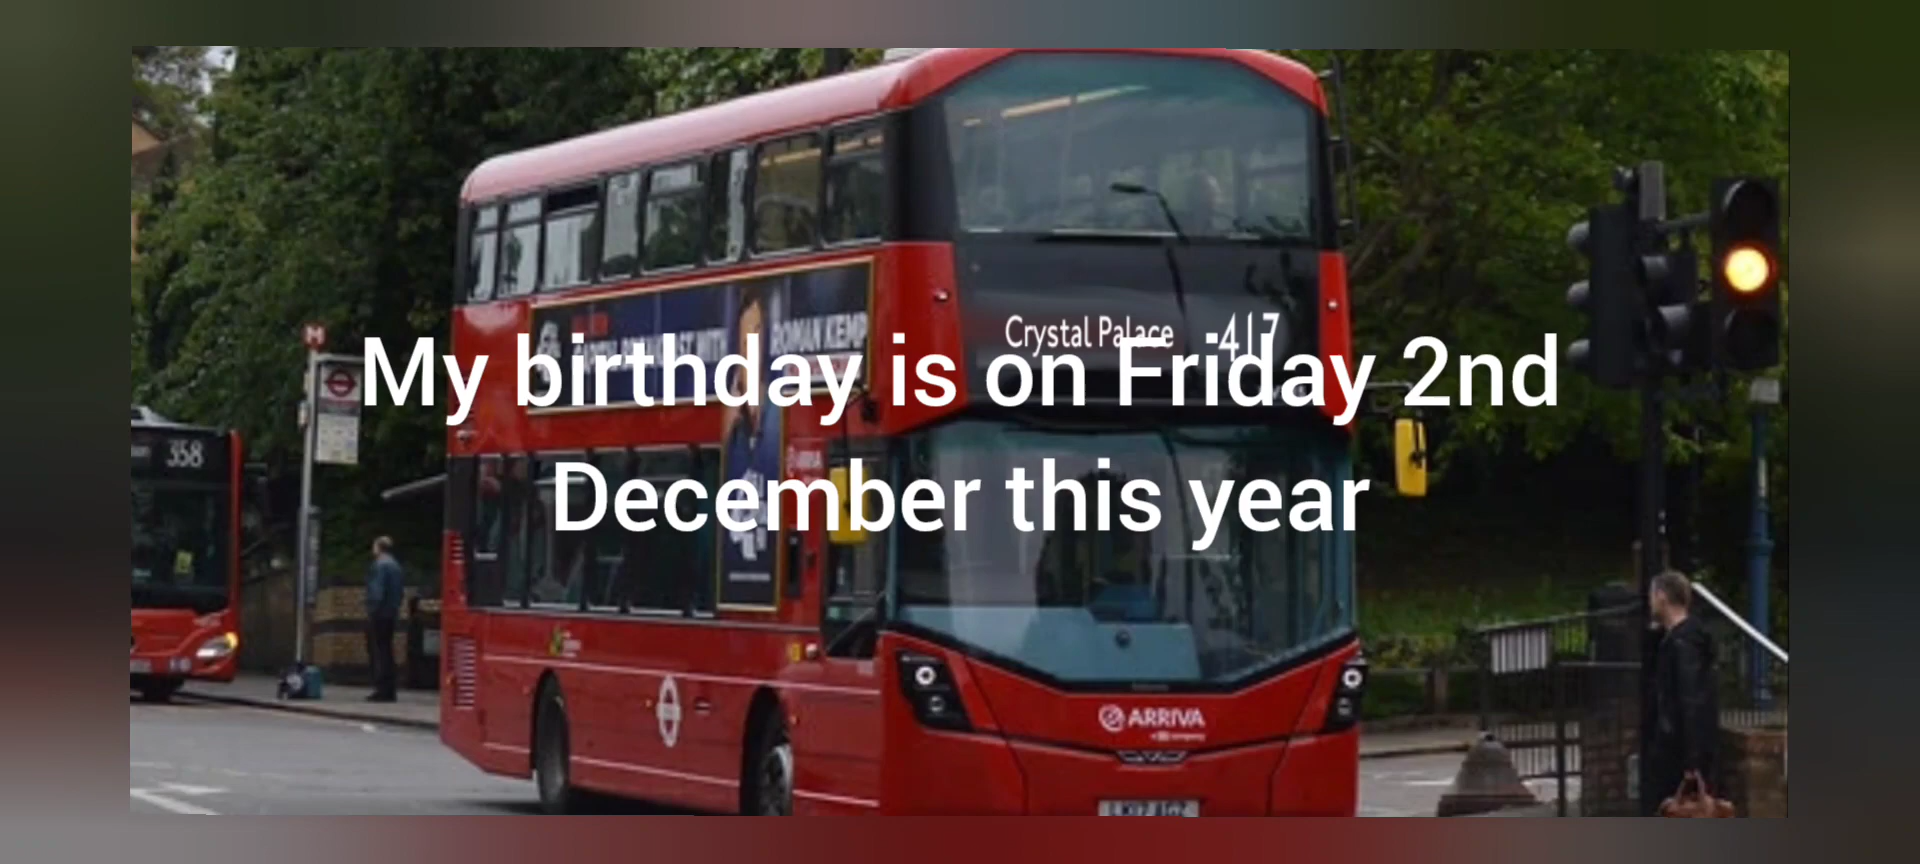 Crystal Palace 417
ROMAN KEMP
My birthday is on Friday 2nd
December this year
358
ARRIVA